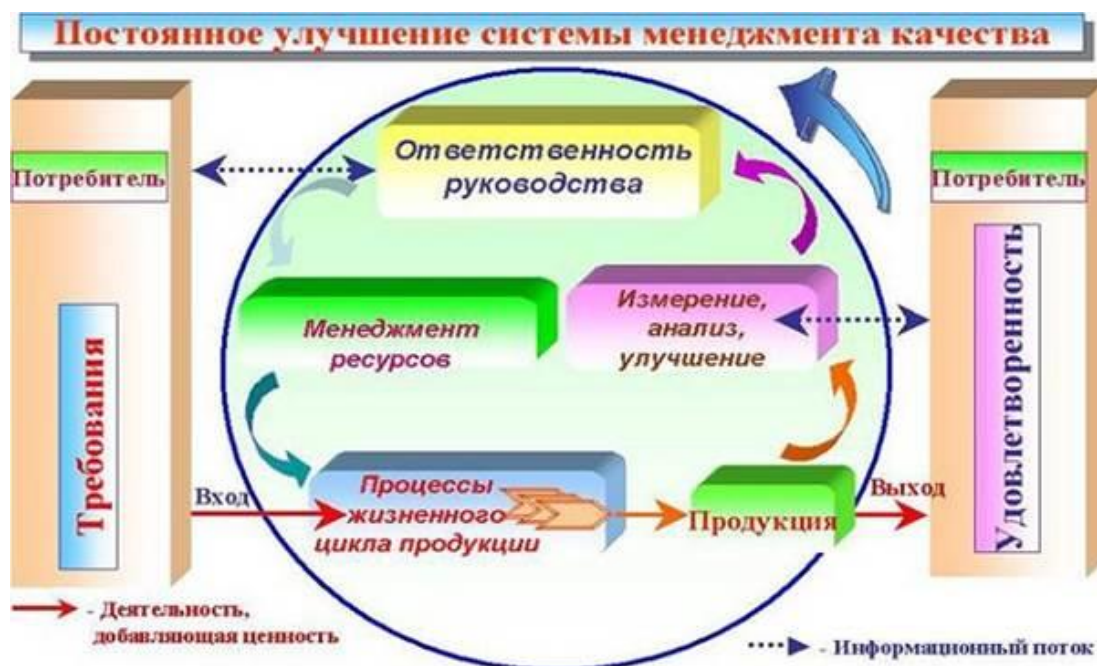 Постоянное улучшение системы менеджмента качества
Потребитель
Требования
Ответственность
руководства
Менеджмент
ресурсов
Измерение,
анализ,
улучшение
Вход
Процессы
жизненного
цикла продукции
Продукция
Выход
Потребитель
Удовлетворенность
- Деятельность,
добавляющая ценность
- Информационный поток